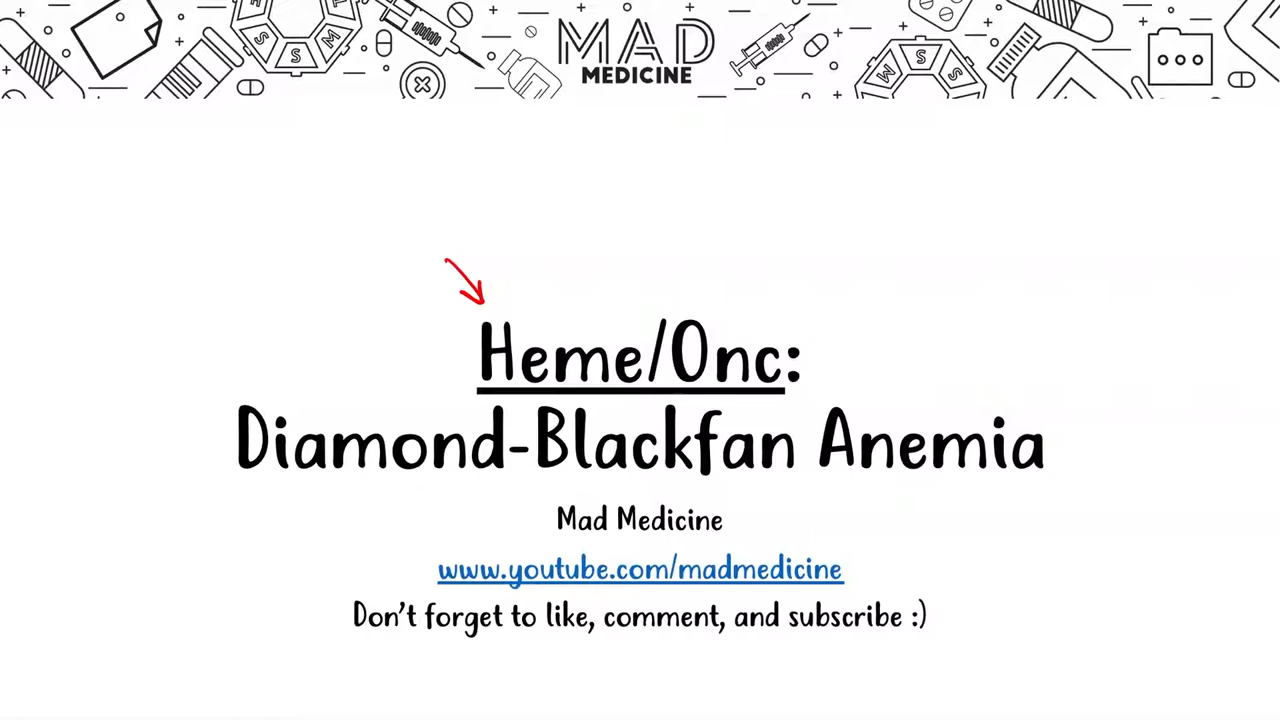 MAD
MEDICINE
Heme/Onc:
Diamond-Blackfan Anemia
Mad Medicine
www.youtube.com/madmedicine
Don't forget to like, comment, and subscribe :)